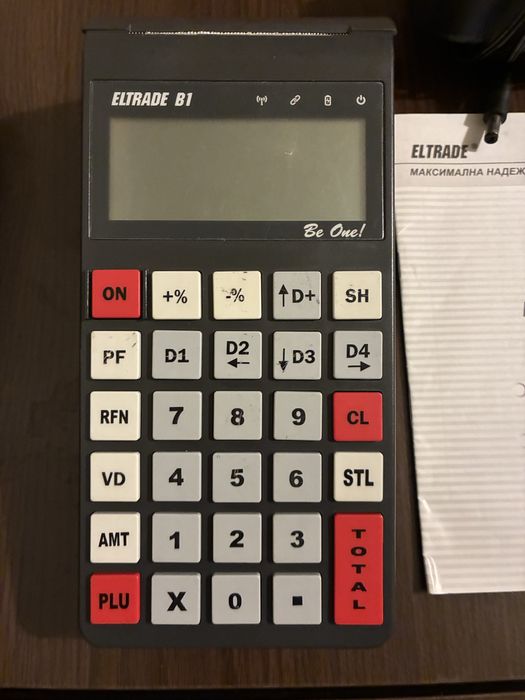 ELTRADE B1
Be One!
ON +% -% ↑D+ SH
PF D1 D2 ← ↓D3 D4 →
RFN 7 8 9 CL
VD 4 5 6 STL
AMT 1 2 3 TOTAL
PLU X 0 .
ELTRADE
МАКСИМАЛНА НАДЕЖ